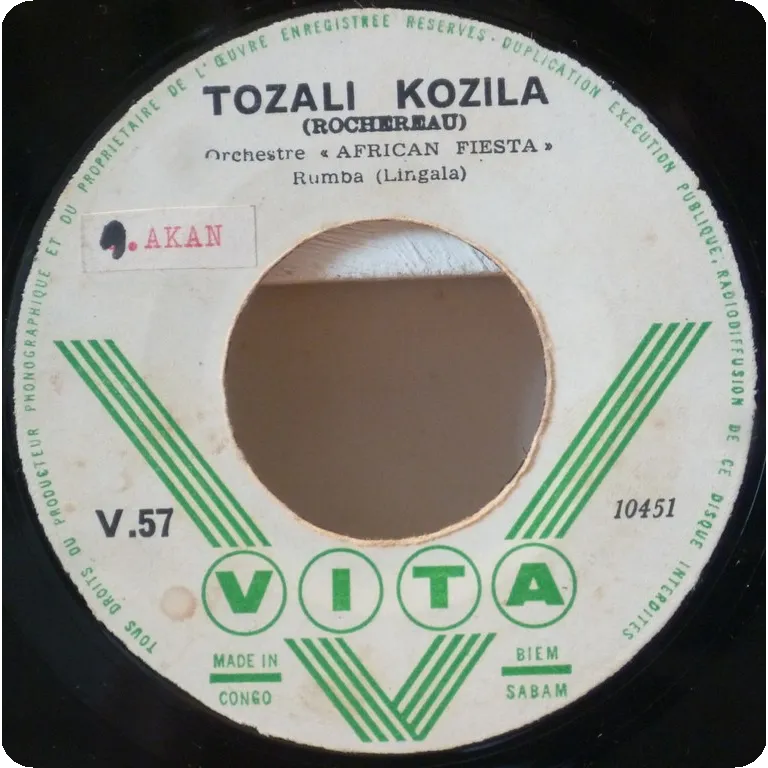 TOUS DROITS DU PRODUCTEUR PHONOGRAPHIQUE ET DU PROPRIETAIRE DE L'ŒUVRE ENREGISTREE RESERVES. DUPLICATION EXECUTION PUBLIQUE, RADIODIFFUSION DE CE DISQUE INTERDITES
TOZALI KOZILA
(ROCHEREAU)
Orchestre « AFRICAN FIESTA »
Rumba (Lingala)
. AKAN
V.57
10451
VITA
MADE IN
CONGO
BIEM
SABAM